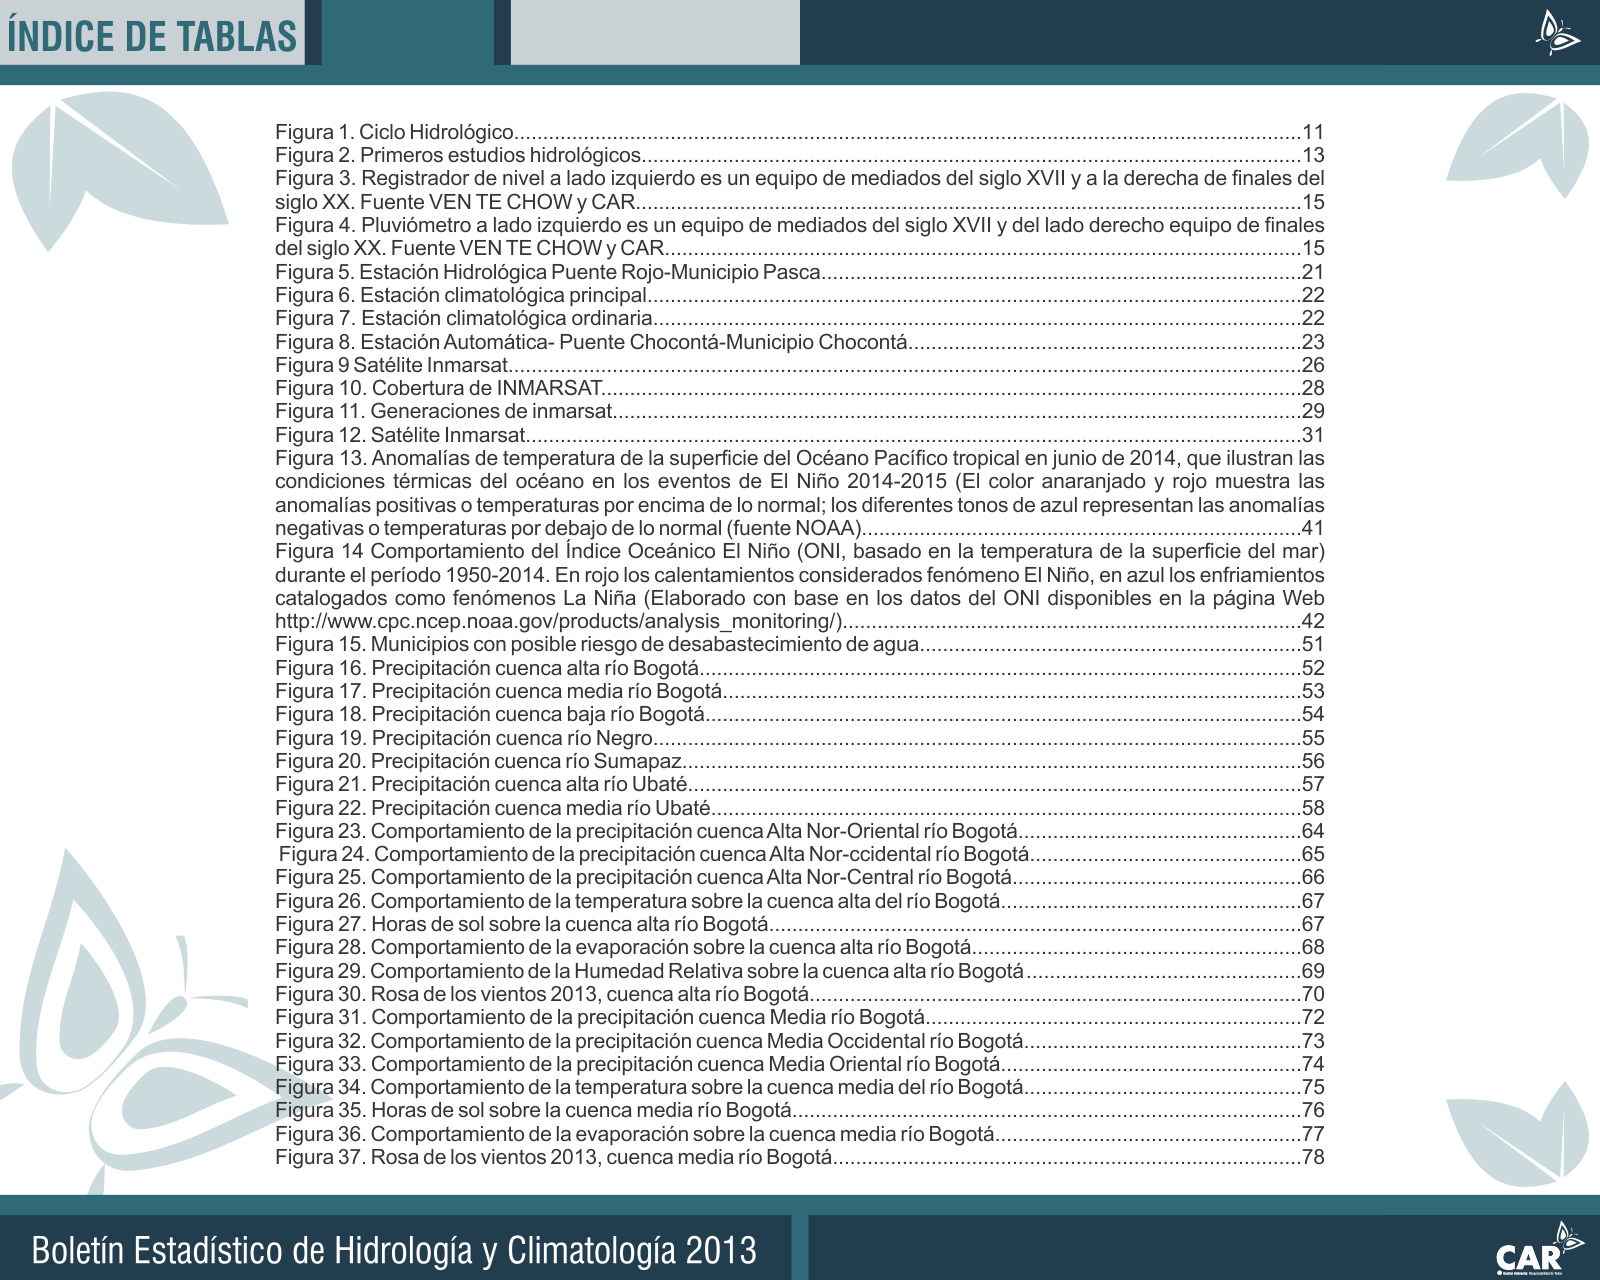 ÍNDICE DE TABLAS
Figura 1. Ciclo Hidrológico........................................11
Figura 2. Primeros estudios hidrológicos........................................13
Figura 3. Registrador de nivel a lado izquierdo es un equipo de mediados del siglo XVII y a la derecha de finales del
siglo XX. Fuente VEN TE CHOW y CAR........................................15
Figura 4. Pluviómetro a lado izquierdo es un equipo de mediados del siglo XVII y del lado derecho equipo de finales
del siglo XX. Fuente VEN TE CHOW y CAR........................................15
Figura 5. Estación Hidrológica Puente Rojo-Municipio Pasca........................................21
Figura 6. Estación climatológica principal........................................22
Figura 7. Estación climatológica ordinaria........................................22
Figura 8. Estación Automática- Puente Chocontá-Municipio Chocontá........................................23
Figura 9 Satélite Inmarsat........................................26
Figura 10. Cobertura de INMARSAT........................................28
Figura 11. Generaciones de inmarsat........................................29
Figura 12. Satélite Inmarsat........................................31
Figura 13. Anomalías de temperatura de la superficie del Océano Pacífico tropical en junio de 2014, que ilustran las
condiciones térmicas del océano en los eventos de El Niño 2014-2015 (El color anaranjado y rojo muestra las
anomalías positivas o temperaturas por encima de lo normal; los diferentes tonos de azul representan las anomalías
negativas o temperaturas por debajo de lo normal (fuente NOAA)........................................41
Figura 14 Comportamiento del Índice Oceánico El Niño (ONI, basado en la temperatura de la superficie del mar)
durante el período 1950-2014. En rojo los calentamientos considerados fenómeno El Niño, en azul los enfriamientos
catalogados como fenómenos La Niña (Elaborado con base en los datos del ONI disponibles en la página Web
http://www.cpc.ncep.noaa.gov/products/analysis_monitoring/)........................................42
Figura 15. Municipios con posible riesgo de desabastecimiento de agua........................................51
Figura 16. Precipitación cuenca alta río Bogotá........................................52
Figura 17. Precipitación cuenca media río Bogotá........................................53
Figura 18. Precipitación cuenca baja río Bogotá........................................54
Figura 19. Precipitación cuenca río Negro........................................55
Figura 20. Precipitación cuenca río Sumapaz........................................56
Figura 21. Precipitación cuenca alta río Ubaté........................................57
Figura 22. Precipitación cuenca media río Ubaté........................................58
Figura 23. Comportamiento de la precipitación cuenca Alta Nor-Oriental río Bogotá........................................64
Figura 24. Comportamiento de la precipitación cuenca Alta Nor-ccidental río Bogotá........................................65
Figura 25. Comportamiento de la precipitación cuenca Alta Nor-Central río Bogotá........................................66
Figura 26. Comportamiento de la temperatura sobre la cuenca alta del río Bogotá........................................67
Figura 27. Horas de sol sobre la cuenca alta río Bogotá........................................67
Figura 28. Comportamiento de la evaporación sobre la cuenca alta río Bogotá........................................68
Figura 29. Comportamiento de la Humedad Relativa sobre la cuenca alta río Bogotá........................................69
Figura 30. Rosa de los vientos 2013, cuenca alta río Bogotá........................................70
Figura 31. Comportamiento de la precipitación cuenca Media río Bogotá........................................72
Figura 32. Comportamiento de la precipitación cuenca Media Occidental río Bogotá........................................73
Figura 33. Comportamiento de la precipitación cuenca Media Oriental río Bogotá........................................74
Figura 34. Comportamiento de la temperatura sobre la cuenca media del río Bogotá........................................75
Figura 35. Horas de sol sobre la cuenca media río Bogotá........................................76
Figura 36. Comportamiento de la evaporación sobre la cuenca media río Bogotá........................................77
Figura 37. Rosa de los vientos 2013, cuenca media río Bogotá........................................78
Boletín Estadístico de Hidrología y Climatología 2013
CAR